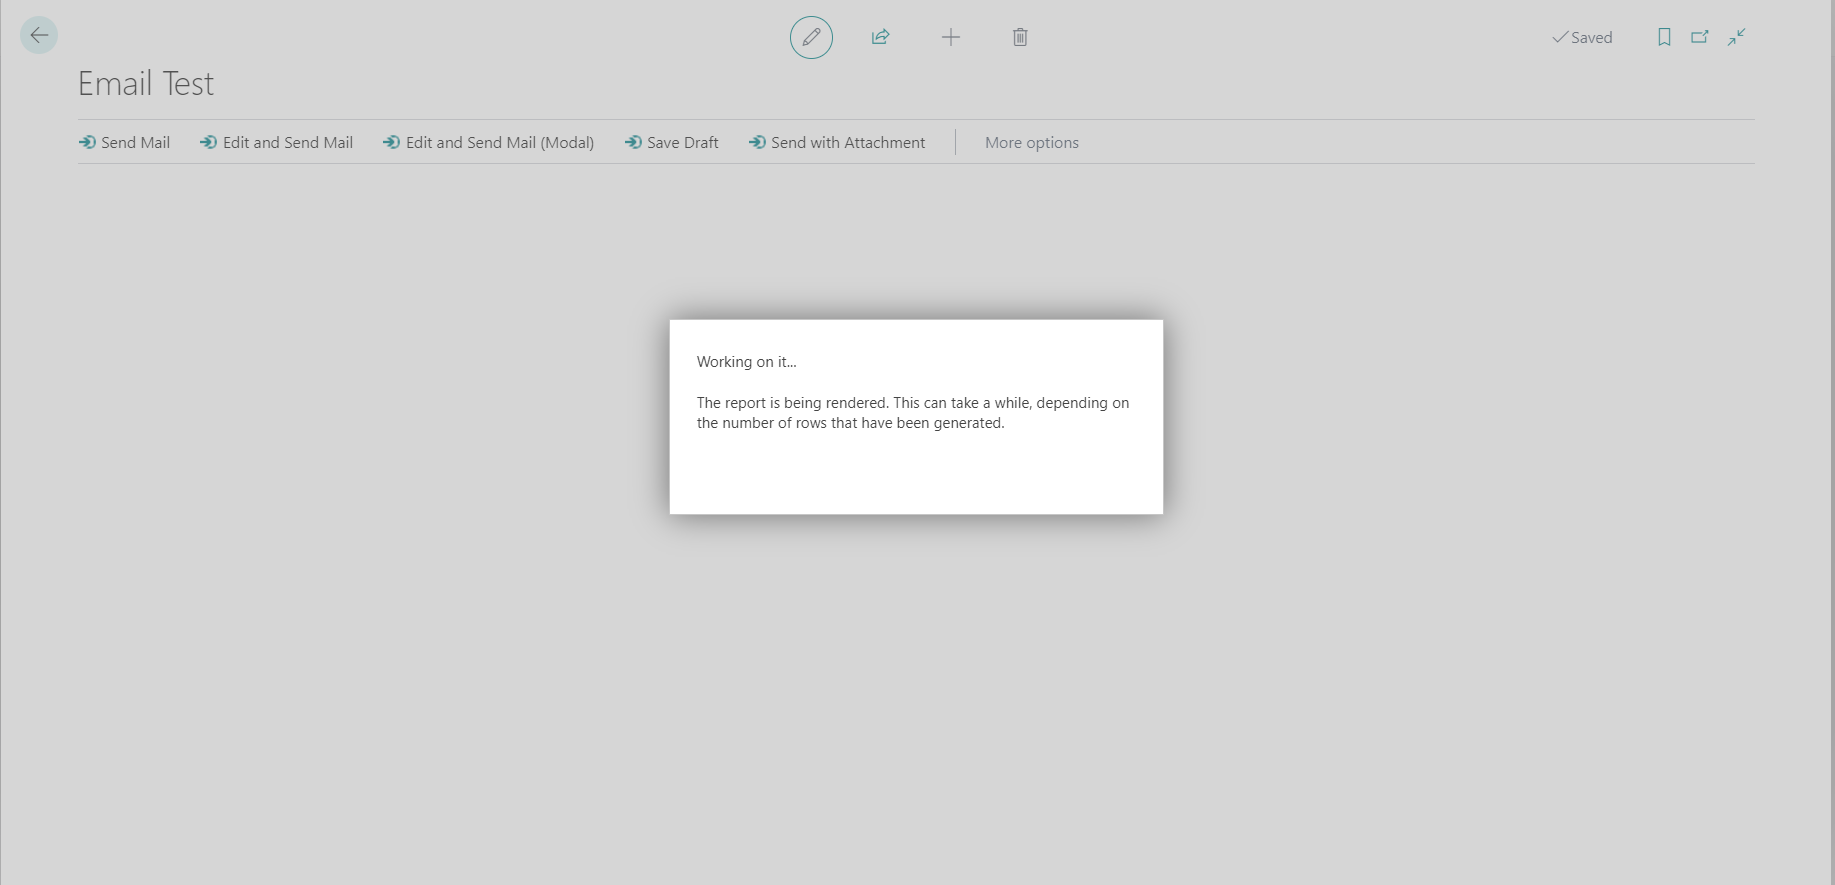 Saved
Email Test
Send Mail Edit and Send Mail Edit and Send Mail (Modal) Save Draft Send with Attachment More options
Working on it...
The report is being rendered. This can take a while, depending on
the number of rows that have been generated.